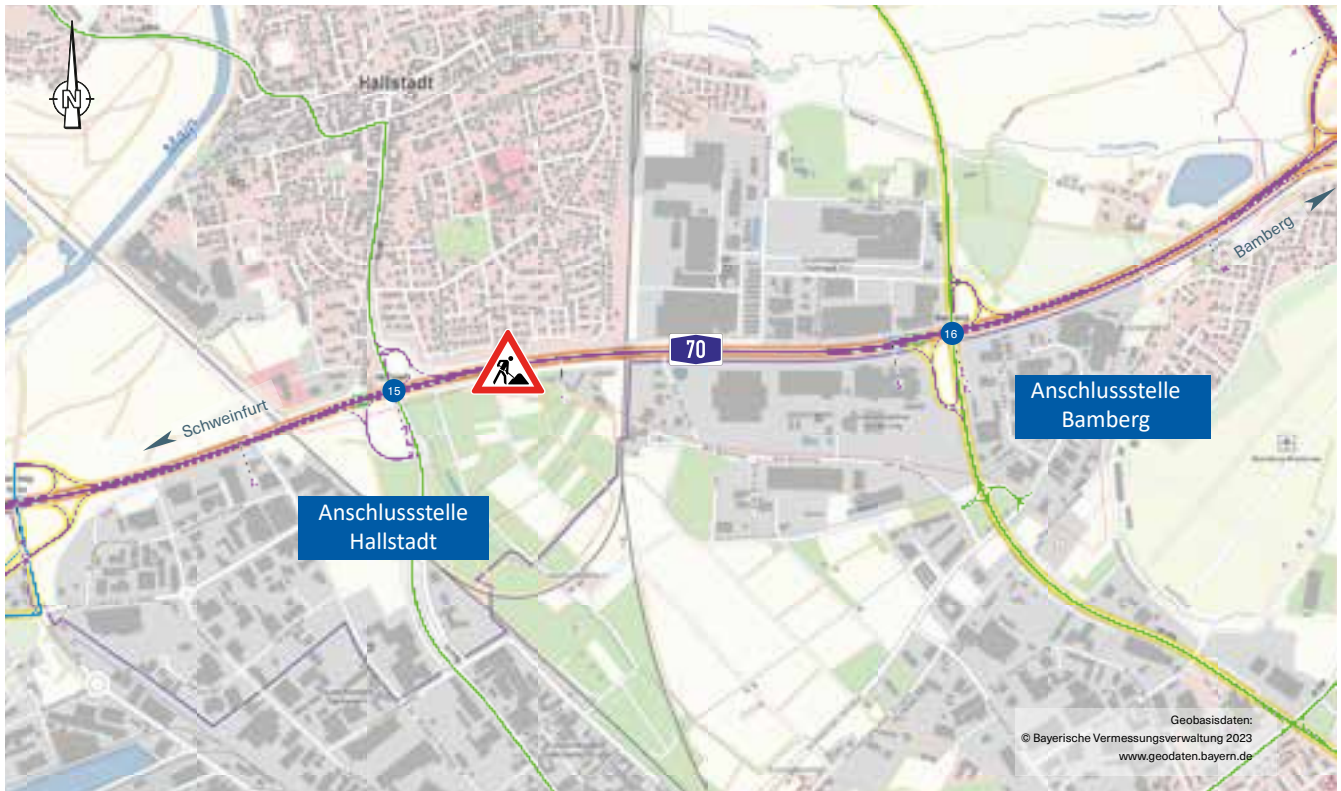 N
Hallstadt
Main
70
16
15
Bamberg
Schweinfurt
Anschlussstelle
Bamberg
Anschlussstelle
Hallstadt
Geobasisdaten:
© Bayerische Vermessungsverwaltung 2023
www.geodaten.bayern.de